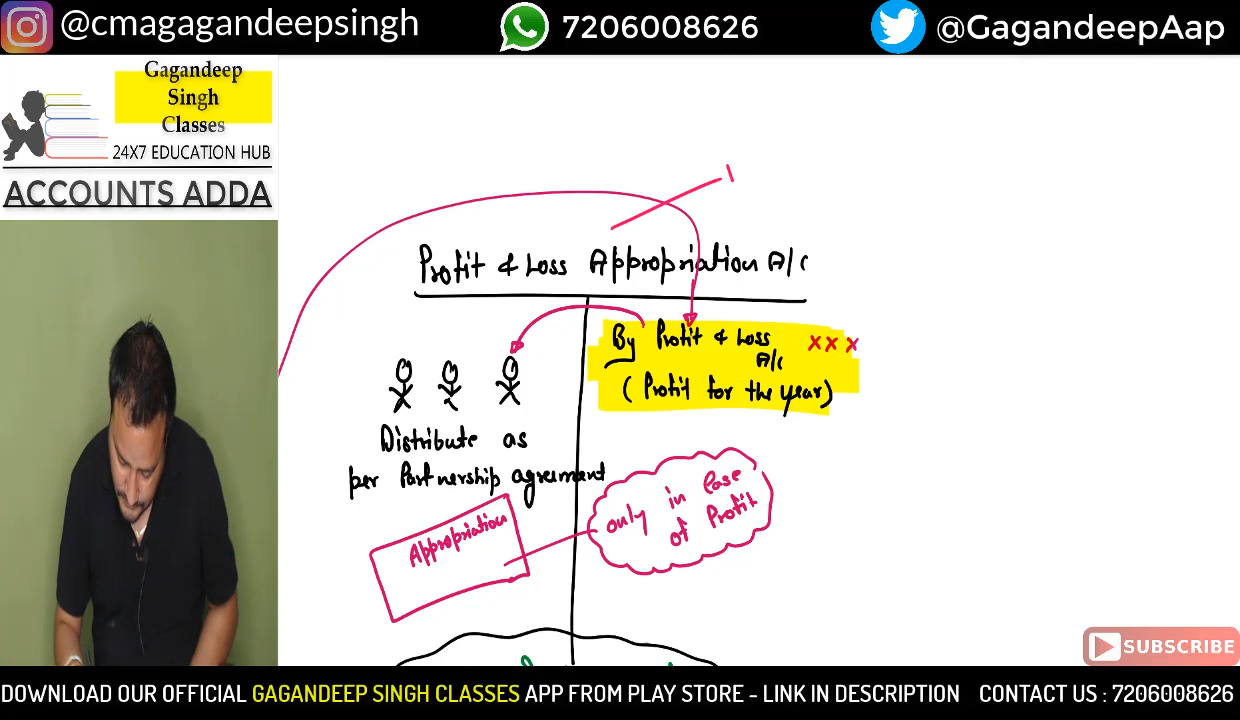 @cmagagandeepsingh 7206008626 @GagandeepAap
Gagandeep
Singh
Classes
24X7 EDUCATION HUB
ACCOUNTS ADDA
Profit & Loss Appropriation A/C
By Profit & Loss xxx
A/C
(Profit for the year)
Distribute as
per Partnership agreement
Appropriation
only in Case
of Profit
SUBSCRIBE
DOWNLOAD OUR OFFICIAL GAGANDEEP SINGH CLASSES APP FROM PLAY STORE - LINK IN DESCRIPTION CONTACT US : 7206008626